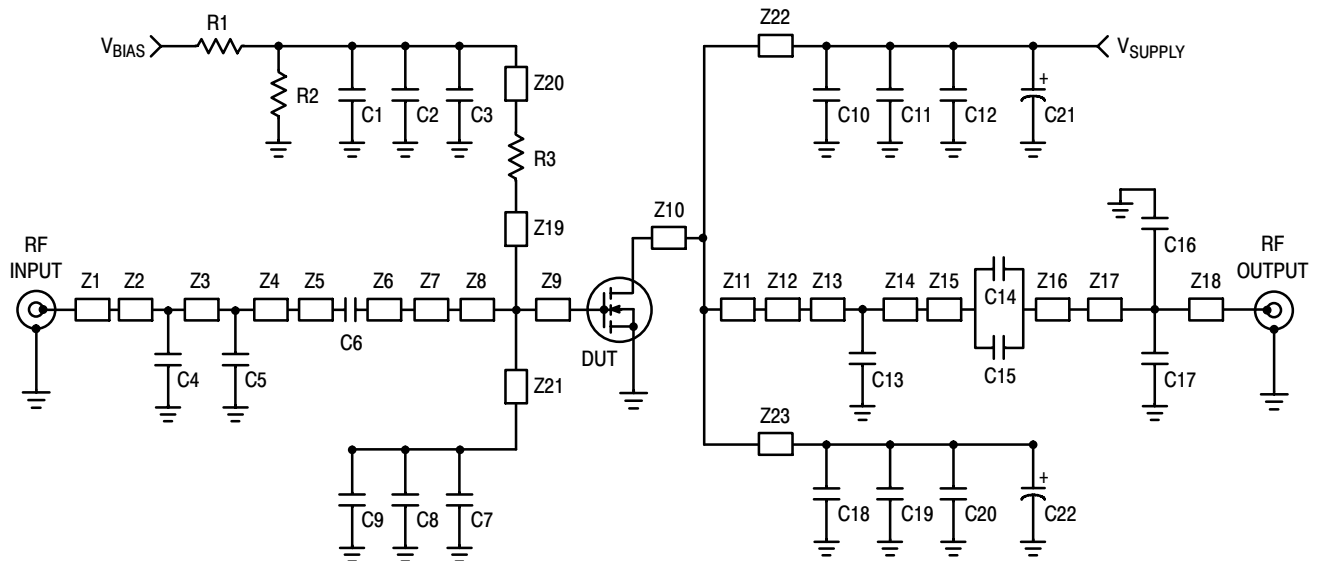 R1
Z22
V_BIAS
V_SUPPLY
R2
C1
C2
C3
Z20
C10
C11
C12
+
C21
R3
Z10
Z19
C16
RF
INPUT
RF
OUTPUT
Z1
Z2
Z3
Z4
Z5
Z6
Z7
Z8
Z9
Z11
Z12
Z13
Z14
Z15
C14
Z16
Z17
Z18
C6
DUT
C4
C5
Z21
C13
C15
C17
Z23
C9
C8
C7
C18
C19
C20
+
C22